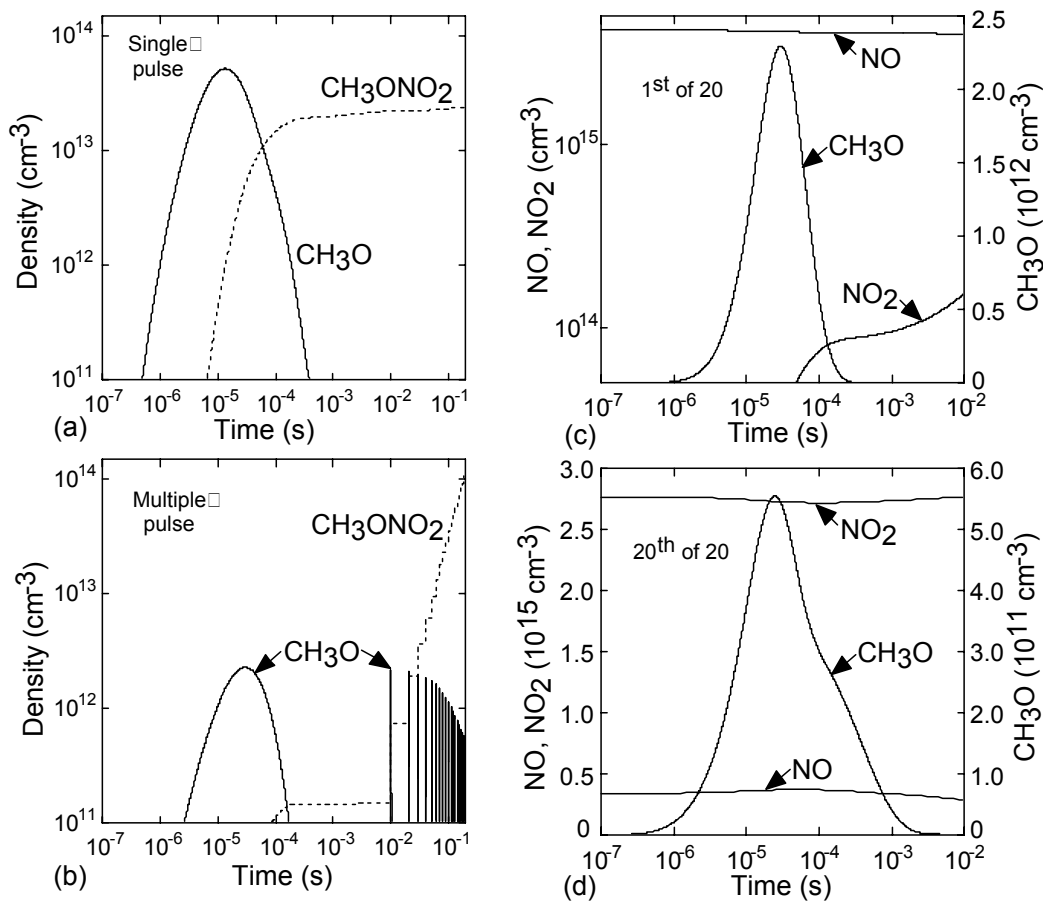 10^14
Single□
pulse
CH3ONO2
10^13
10^12
CH3O
10^11
Density (cm-3)
10-7 10-6 10-5 10-4 10-3 10-2 10-1
Time (s)
(a)
10^14
Multiple□
pulse
CH3ONO2
10^13
CH3O
10^12
10^11
Density (cm-3)
10-7 10-6 10-5 10-4 10-3 10-2 10-1
Time (s)
(b)
NO
1st of 20
CH3O
NO2
10^15
10^14
NO, NO2 (cm-3)
2.5
2.0
1.5
1.0
0.5
0
CH3O (10^12 cm-3)
10-7 10-6 10-5 10-4 10-3 10-2
Time (s)
(c)
3.0
2.5
2.0
1.5
1.0
0.5
0
NO, NO2 (10^15 cm-3)
NO2
20th of 20
CH3O
NO
6.0
5.0
4.0
3.0
2.0
1.0
0
CH3O (10^11 cm-3)
10-7 10-6 10-5 10-4 10-3 10-2
Time (s)
(d)